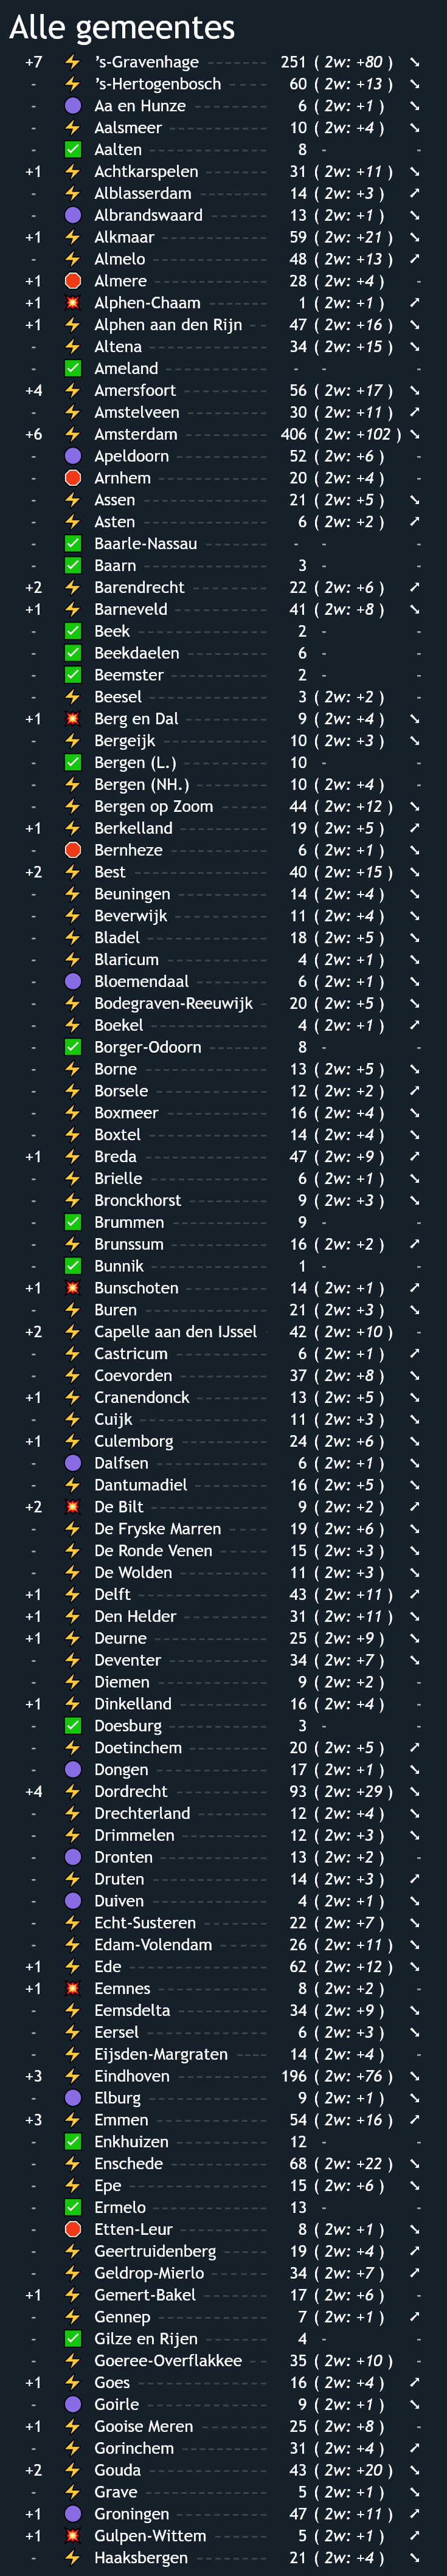 Alle gemeentes
+7 ⚡ ’s-Gravenhage 251 ( 2w: +80 ) ➘
- ⚡ ’s-Hertogenbosch 60 ( 2w: +13 ) ➘
- 🟣 Aa en Hunze 6 ( 2w: +1 ) ➘
- ⚡ Aalsmeer 10 ( 2w: +4 ) ➘
- ✅ Aalten 8 - -
+1 ⚡ Achtkarspelen 31 ( 2w: +11 ) ➘
- ⚡ Alblasserdam 14 ( 2w: +3 ) ➚
- 🟣 Albrandswaard 13 ( 2w: +1 ) ➘
+1 ⚡ Alkmaar 59 ( 2w: +21 ) ➘
- ⚡ Almelo 48 ( 2w: +13 ) ➚
+1 🛑 Almere 28 ( 2w: +4 ) -
+1 💥 Alphen-Chaam 1 ( 2w: +1 ) ➚
+1 ⚡ Alphen aan den Rijn 47 ( 2w: +16 ) ➘
- ⚡ Altena 34 ( 2w: +15 ) ➘
- ✅ Ameland - - -
+4 ⚡ Amersfoort 56 ( 2w: +17 ) ➘
- ⚡ Amstelveen 30 ( 2w: +11 ) ➚
+6 ⚡ Amsterdam 406 ( 2w: +102 ) ➘
- 🟣 Apeldoorn 52 ( 2w: +6 ) -
- 🛑 Arnhem 20 ( 2w: +4 ) -
- ⚡ Assen 21 ( 2w: +5 ) ➘
- ⚡ Asten 6 ( 2w: +2 ) ➚
- ✅ Baarle-Nassau - - -
- ✅ Baarn 3 - -
+2 ⚡ Barendrecht 22 ( 2w: +6 ) ➚
+1 ⚡ Barneveld 41 ( 2w: +8 ) ➘
- ✅ Beek 2 - -
- ✅ Beekdaelen 6 - -
- ✅ Beemster 2 - -
- ⚡ Beesel 3 ( 2w: +2 ) -
+1 💥 Berg en Dal 9 ( 2w: +4 ) ➘
- ⚡ Bergeijk 10 ( 2w: +3 ) ➘
- ✅ Bergen (L.) 10 - -
- ⚡ Bergen (NH.) 10 ( 2w: +4 ) -
- ⚡ Bergen op Zoom 44 ( 2w: +12 ) ➘
+1 ⚡ Berkelland 19 ( 2w: +5 ) ➚
- 🛑 Bernheze 6 ( 2w: +1 ) ➘
+2 ⚡ Best 40 ( 2w: +15 ) ➘
- ⚡ Beuningen 14 ( 2w: +4 ) ➘
- ⚡ Beverwijk 11 ( 2w: +4 ) ➘
- ⚡ Bladel 18 ( 2w: +5 ) ➘
- ⚡ Blaricum 4 ( 2w: +1 ) ➘
- 🟣 Bloemendaal 6 ( 2w: +1 ) ➘
- ⚡ Bodegraven-Reeuwijk 20 ( 2w: +5 ) ➘
- ⚡ Boekel 4 ( 2w: +1 ) ➚
- ✅ Borger-Odoorn 8 - -
- ⚡ Borne 13 ( 2w: +5 ) ➘
- ⚡ Borsele 12 ( 2w: +2 ) ➚
- ⚡ Boxmeer 16 ( 2w: +4 ) ➘
- ⚡ Boxtel 14 ( 2w: +4 ) ➘
+1 ⚡ Breda 47 ( 2w: +9 ) ➚
- ⚡ Brielle 6 ( 2w: +1 ) ➘
- ⚡ Bronckhorst 9 ( 2w: +3 ) ➘
- ✅ Brummen 9 - -
- ⚡ Brunssum 16 ( 2w: +2 ) ➚
- ✅ Bunnik 1 - -
+1 💥 Bunschoten 14 ( 2w: +1 ) ➚
- ⚡ Buren 21 ( 2w: +3 ) ➘
+2 ⚡ Capelle aan den IJssel 42 ( 2w: +10 ) -
- ⚡ Castricum 6 ( 2w: +1 ) ➚
- ⚡ Coevorden 37 ( 2w: +8 ) ➘
+1 ⚡ Cranendonck 13 ( 2w: +5 ) ➘
- ⚡ Cuijk 11 ( 2w: +3 ) ➘
+1 ⚡ Culemborg 24 ( 2w: +6 ) ➘
- 🟣 Dalfsen 6 ( 2w: +1 ) ➘
- ⚡ Dantumadiel 16 ( 2w: +5 ) ➘
+2 💥 De Bilt 9 ( 2w: +2 ) ➚
- ⚡ De Fryske Marren 19 ( 2w: +6 ) ➘
- ⚡ De Ronde Venen 15 ( 2w: +3 ) ➘
- ⚡ De Wolden 11 ( 2w: +3 ) ➘
+1 ⚡ Delft 43 ( 2w: +11 ) ➚
+1 ⚡ Den Helder 31 ( 2w: +11 ) ➘
+1 ⚡ Deurne 25 ( 2w: +9 ) ➘
- ⚡ Deventer 34 ( 2w: +7 ) ➘
- ⚡ Diemen 9 ( 2w: +2 ) -
+1 ⚡ Dinkelland 16 ( 2w: +4 ) -
- ✅ Doesburg 3 - -
- ⚡ Doetinchem 20 ( 2w: +5 ) ➚
- 🟣 Dongen 17 ( 2w: +1 ) ➘
+4 ⚡ Dordrecht 93 ( 2w: +29 ) ➘
- ⚡ Drechterland 12 ( 2w: +4 ) ➘
- ⚡ Drimmelen 12 ( 2w: +3 ) ➘
- 🟣 Dronten 13 ( 2w: +2 ) -
- ⚡ Druten 14 ( 2w: +3 ) ➚
- 🟣 Duiven 4 ( 2w: +1 ) ➘
- ⚡ Echt-Susteren 22 ( 2w: +7 ) ➘
- ⚡ Edam-Volendam 26 ( 2w: +11 ) ➘
+1 ⚡ Ede 62 ( 2w: +12 ) ➘
+1 💥 Eemnes 8 ( 2w: +2 ) -
- ⚡ Eemsdelta 34 ( 2w: +9 ) ➘
- ⚡ Eersel 6 ( 2w: +3 ) ➘
- ⚡ Eijsden-Margraten 14 ( 2w: +4 ) -
+3 ⚡ Eindhoven 196 ( 2w: +76 ) ➘
- 🟣 Elburg 9 ( 2w: +1 ) ➘
+3 ⚡ Emmen 54 ( 2w: +16 ) ➚
- ✅ Enkhuizen 12 - -
- ⚡ Enschede 68 ( 2w: +22 ) ➘
- ⚡ Epe 15 ( 2w: +6 ) ➘
- ✅ Ermelo 13 - -
- 🛑 Etten-Leur 8 ( 2w: +1 ) ➘
- ⚡ Geertruidenberg 19 ( 2w: +4 ) ➚
- ⚡ Geldrop-Mierlo 34 ( 2w: +7 ) ➚
+1 ⚡ Gemert-Bakel 17 ( 2w: +6 ) -
- ⚡ Gennep 7 ( 2w: +1 ) ➚
- ✅ Gilze en Rijen 4 - -
- ⚡ Goeree-Overflakkee 35 ( 2w: +10 ) -
+1 ⚡ Goes 16 ( 2w: +4 ) ➚
- 🟣 Goirle 9 ( 2w: +1 ) ➘
+1 ⚡ Gooise Meren 25 ( 2w: +8 ) -
- ⚡ Gorinchem 31 ( 2w: +4 ) ➚
+2 ⚡ Gouda 43 ( 2w: +20 ) ➘
- ⚡ Grave 5 ( 2w: +1 ) ➘
+1 🟣 Groningen 47 ( 2w: +11 ) ➚
+1 💥 Gulpen-Wittem 5 ( 2w: +1 ) ➚
- ⚡ Haaksbergen 21 ( 2w: +4 ) ➘